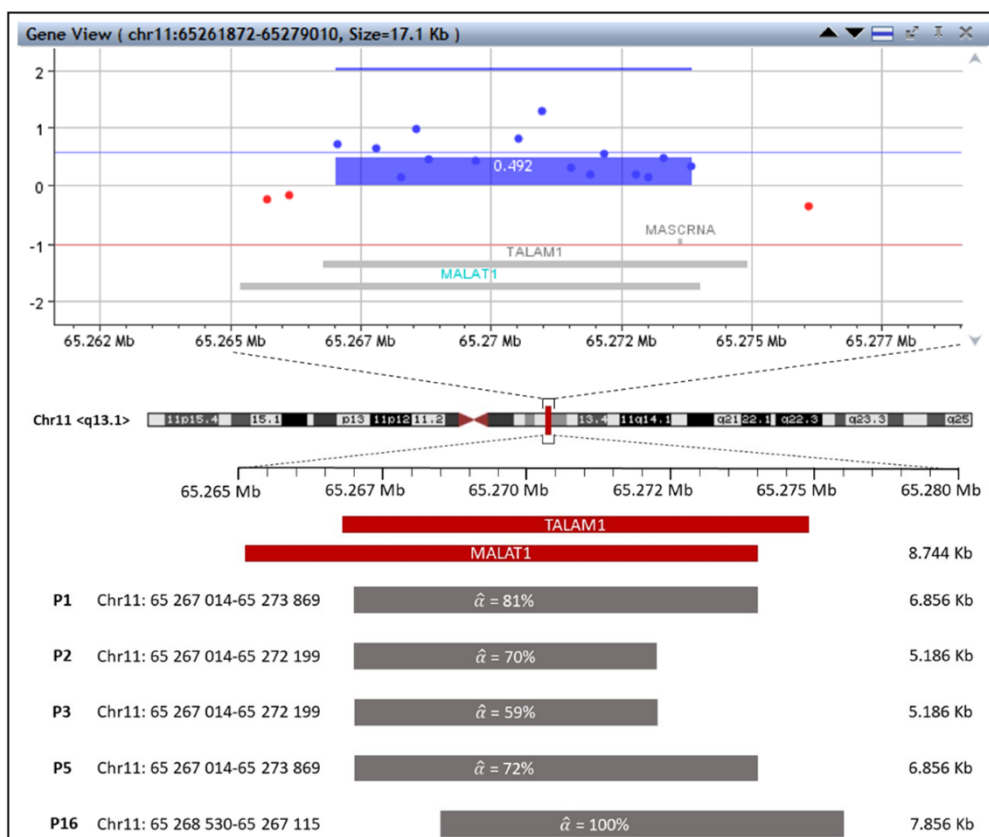 Gene View ( chr11:65261872-65279010, Size=17.1 Kb )
2
1
0.492
0
MASCRNA
-1
TALAM1
MALAT1
-2
65.262 Mb 65.265 Mb 65.267 Mb 65.27 Mb 65.272 Mb 65.275 Mb 65.277 Mb
Chr11 <q13.1> 11p15.4 15.1 p13 11p12 11.2 13.4 11q14.1 q21 22.1 q22.3 q23.3 q25
65.265 Mb 65.267 Mb 65.270 Mb 65.272 Mb 65.275 Mb 65.280 Mb
TALAM1
MALAT1 8.744 Kb
P1 Chr11: 65 267 014-65 273 869 α̂ = 81% 6.856 Kb
P2 Chr11: 65 267 014-65 272 199 α̂ = 70% 5.186 Kb
P3 Chr11: 65 267 014-65 272 199 α̂ = 59% 5.186 Kb
P5 Chr11: 65 267 014-65 273 869 α̂ = 72% 6.856 Kb
P16 Chr11: 65 268 530-65 267 115 α̂ = 100% 7.856 Kb